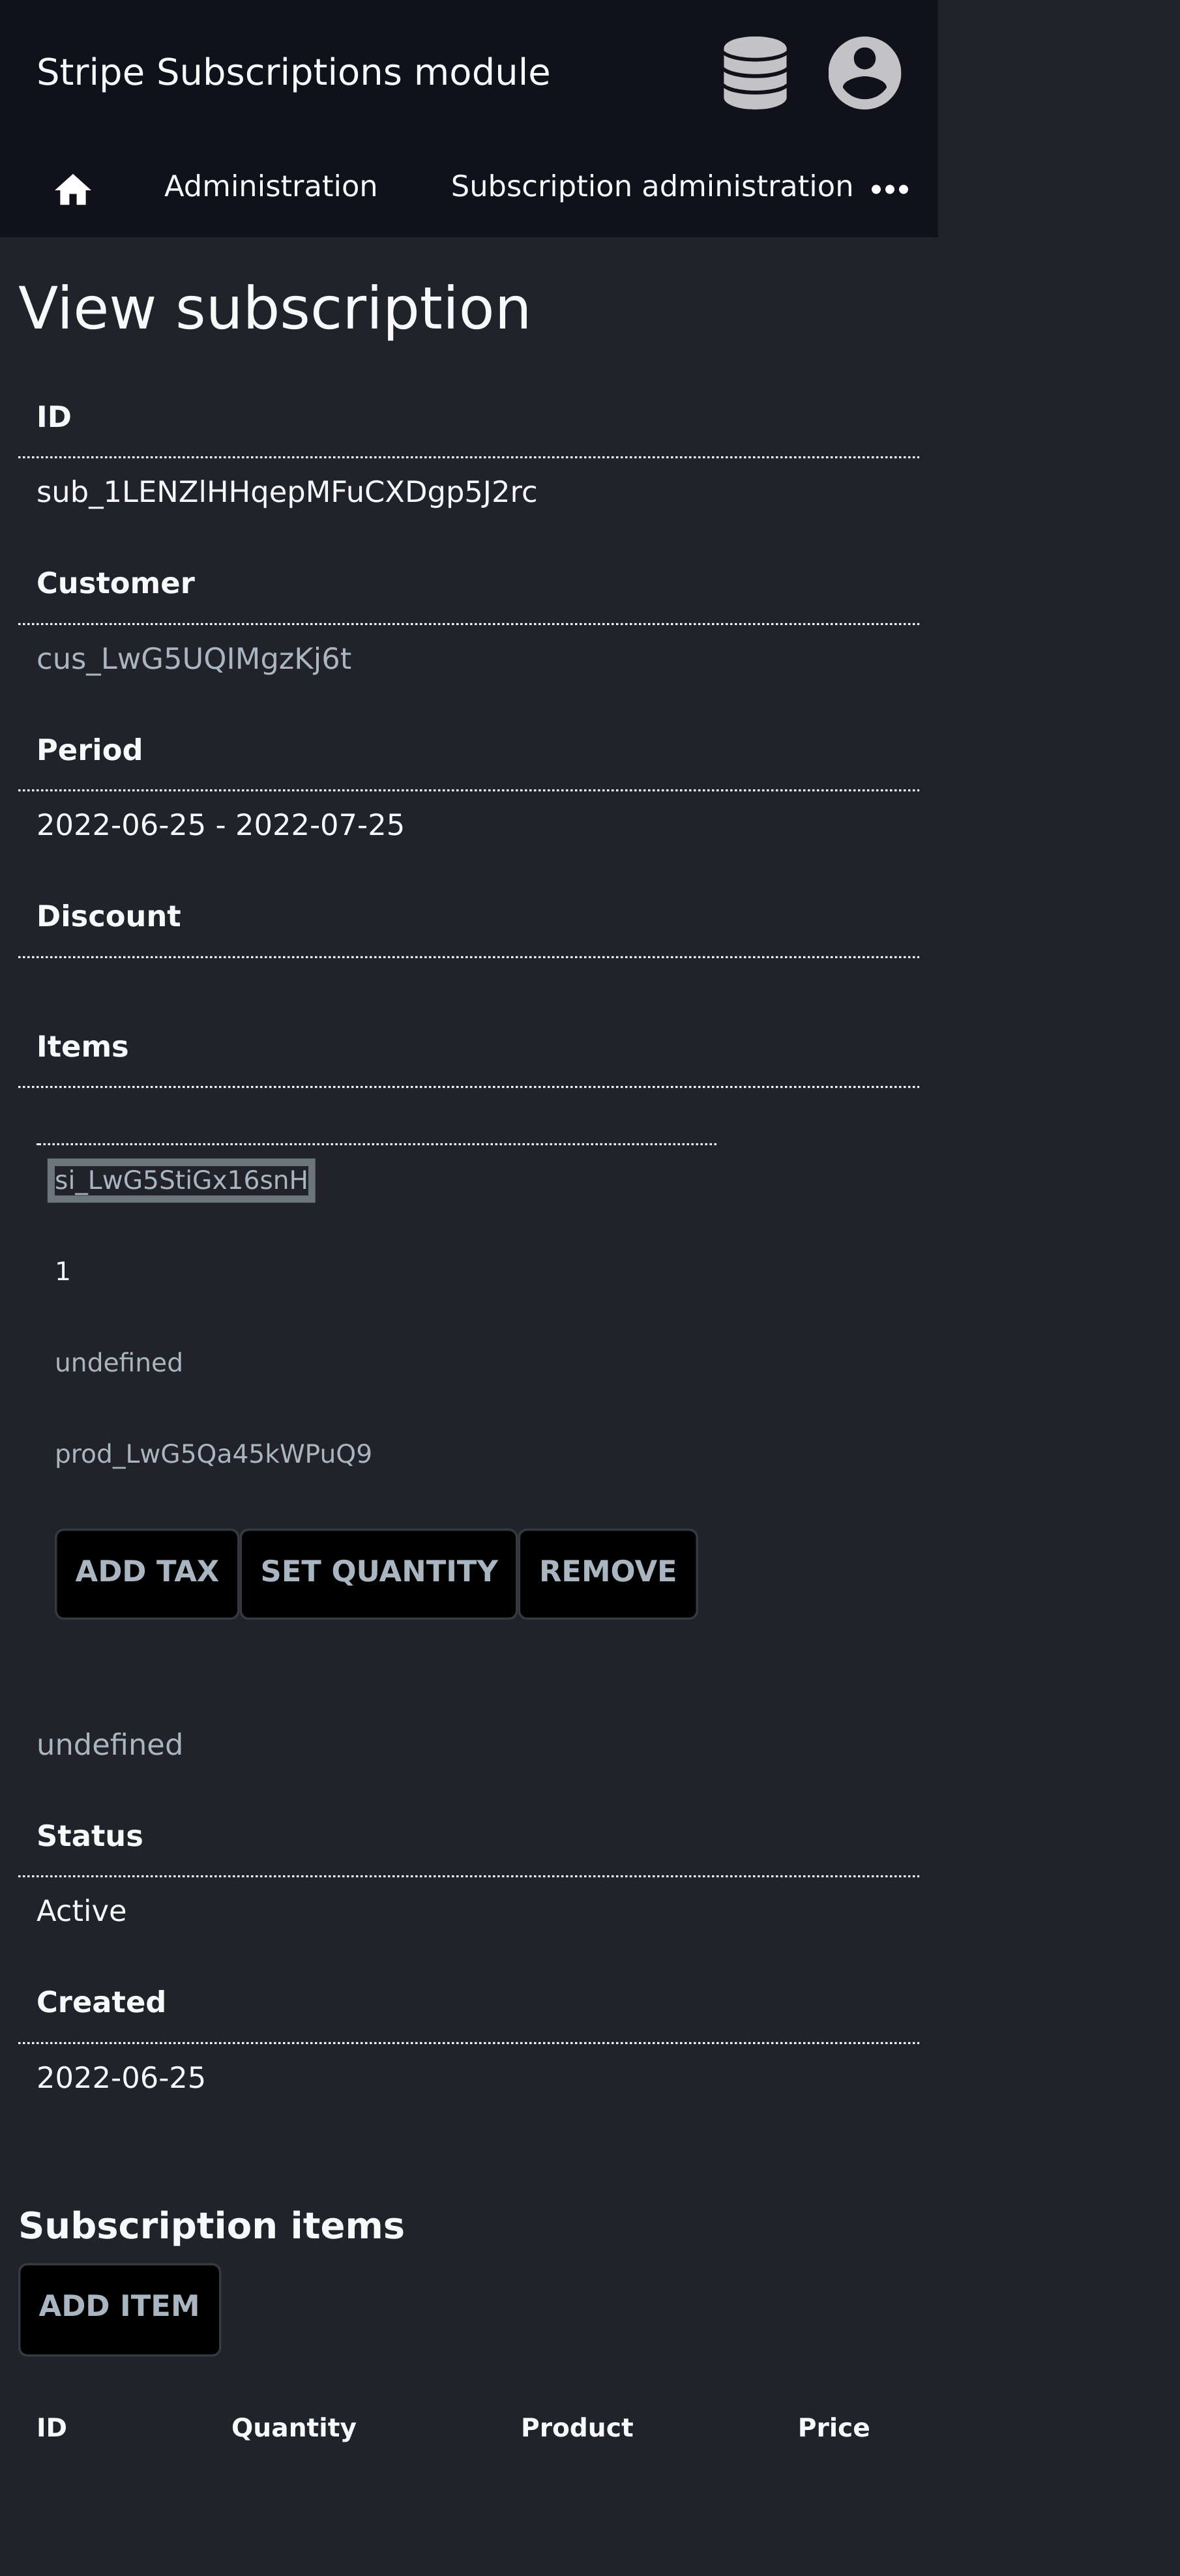 Stripe Subscriptions module
Administration Subscription administration
View subscription
ID
sub_1LENZlHHqepMFuCXDgp5J2rc
Customer
cus_LwG5UQIMgzKj6t
Period
2022-06-25 - 2022-07-25
Discount
Items
si_LwG5StiGx16snH
1
undefined
prod_LwG5Qa45kWPuQ9
ADD TAX SET QUANTITY REMOVE
undefined
Status
Active
Created
2022-06-25
Subscription items
ADD ITEM
ID Quantity Product Price